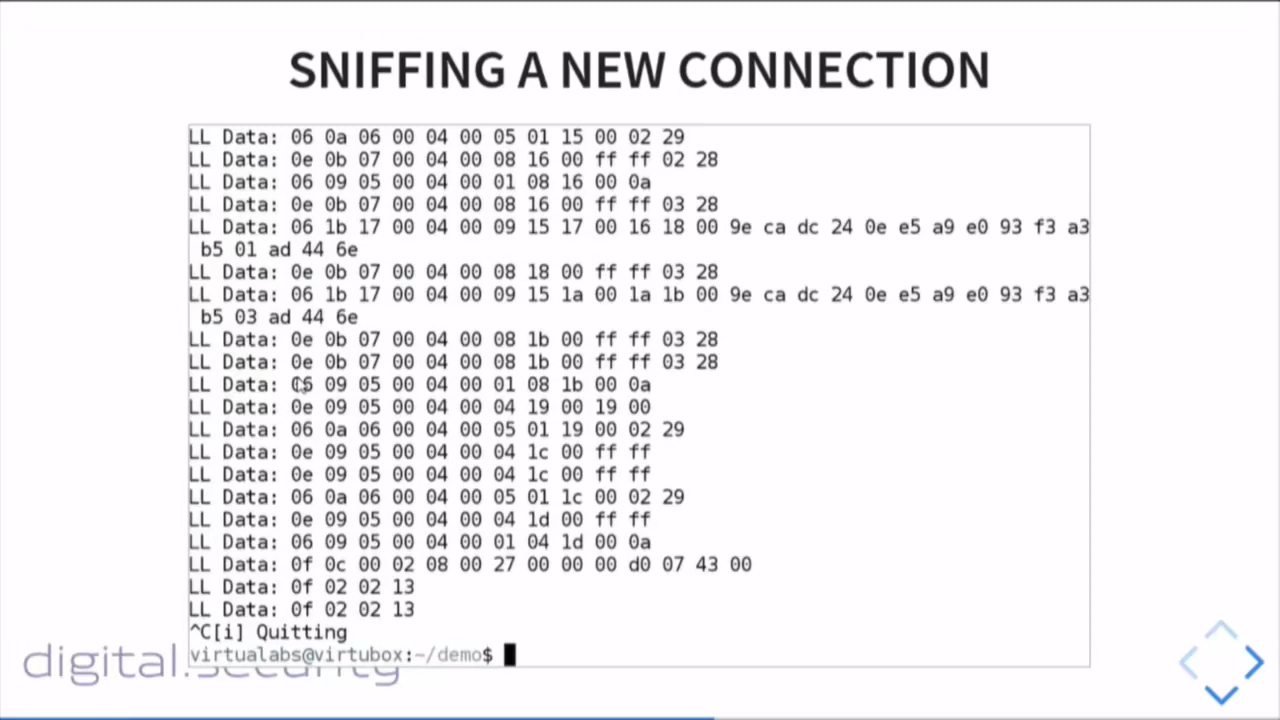 SNIFFING A NEW CONNECTION
LL Data: 06 0a 06 00 04 00 05 01 15 00 02 29
LL Data: 0e 0b 07 00 04 00 08 16 00 ff ff 02 28
LL Data: 06 09 05 00 04 00 01 08 16 00 0a
LL Data: 0e 0b 07 00 04 00 08 16 00 ff ff 03 28
LL Data: 06 1b 17 00 04 00 09 15 17 00 16 18 00 9e ca dc 24 0e e5 a9 e0 93 f3 a3
b5 01 ad 44 6e
LL Data: 0e 0b 07 00 04 00 08 18 00 ff ff 03 28
LL Data: 06 1b 17 00 04 00 09 15 1a 00 1a 1b 00 9e ca dc 24 0e e5 a9 e0 93 f3 a3
b5 03 ad 44 6e
LL Data: 0e 0b 07 00 04 00 08 1b 00 ff ff 03 28
LL Data: 0e 0b 07 00 04 00 08 1b 00 ff ff 03 28
LL Data: 06 09 05 00 04 00 01 08 1b 00 0a
LL Data: 0e 09 05 00 04 00 04 19 00 19 00
LL Data: 06 0a 06 00 04 00 05 01 19 00 02 29
LL Data: 0e 09 05 00 04 00 04 1c 00 ff ff
LL Data: 0e 09 05 00 04 00 04 1c 00 ff ff
LL Data: 06 0a 06 00 04 00 05 01 1c 00 02 29
LL Data: 0e 09 05 00 04 00 04 1d 00 ff ff
LL Data: 06 09 05 00 04 00 01 04 1d 00 0a
LL Data: 0f 0c 00 02 08 00 27 00 00 00 d0 07 43 00
LL Data: 0f 02 02 13
LL Data: 0f 02 02 13
^C[i] Quitting
virtualabs@virtubox:~/demo$
digital.security